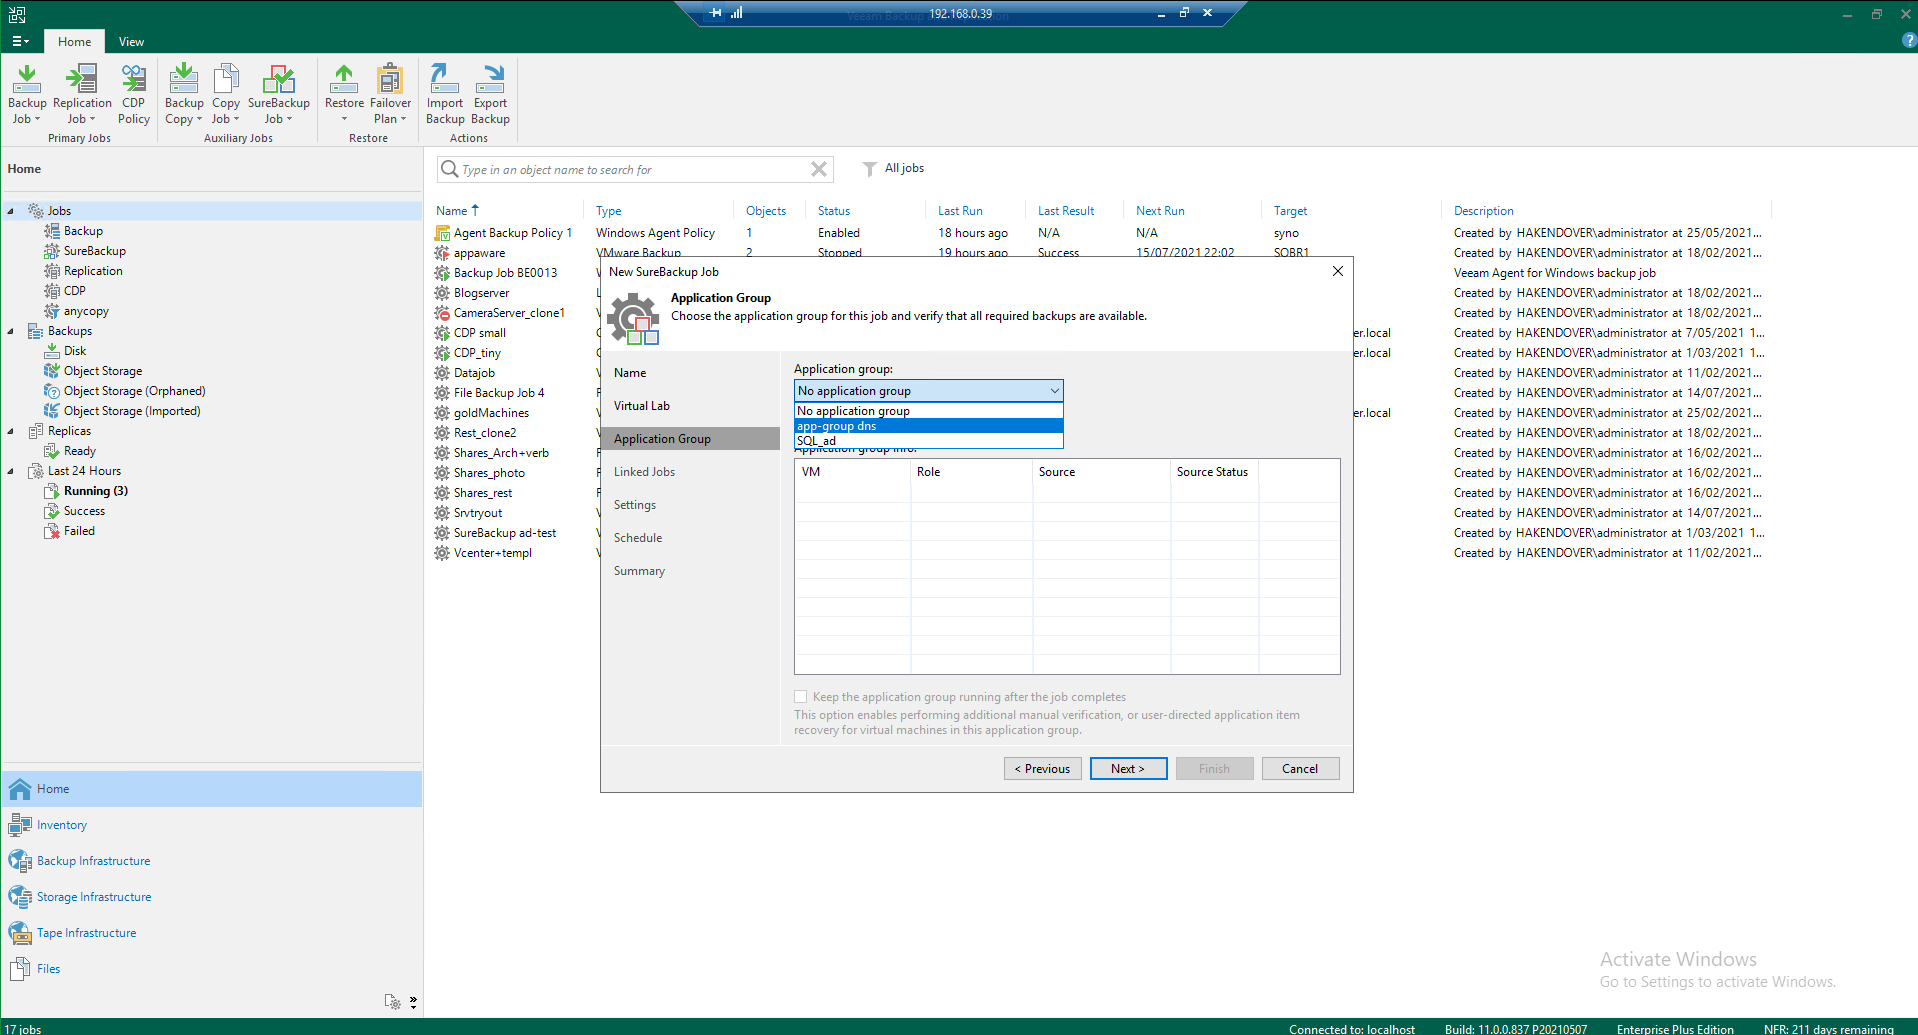 192.168.0.39
Home
View
Backup Job
Replication Job
CDP Policy
Primary Jobs
Backup Copy
Copy Job
SureBackup Job
Auxiliary Jobs
Restore
Failover Plan
Restore
Import Backup
Export Backup
Actions
Home
Jobs
Backup
SureBackup
Replication
CDP
anycopy
Backups
Disk
Object Storage
Object Storage (Orphaned)
Object Storage (Imported)
Replicas
Ready
Last 24 Hours
Running (3)
Success
Failed
Home
Inventory
Backup Infrastructure
Storage Infrastructure
Tape Infrastructure
Files
Type in an object name to search for
All jobs
Name Type Objects Status Last Run Last Result Next Run Target Description
Agent Backup Policy 1 Windows Agent Policy 1 Enabled 18 hours ago N/A N/A syno Created by HAKENDOVER\administrator at 25/05/2021...
appaware VMware Backup 2 Stopped 19 hours ago Success 15/07/2021 22:02 SOBR1 Created by HAKENDOVER\administrator at 18/02/2021...
Backup Job BE0013 Veeam Agent for Windows backup job
Blogserver Created by HAKENDOVER\administrator at 18/02/2021...
CameraServer_clone1 Created by HAKENDOVER\administrator at 18/02/2021...
CDP small er.local Created by HAKENDOVER\administrator at 7/05/2021 1...
CDP_tiny er.local Created by HAKENDOVER\administrator at 1/03/2021 1...
Datajob Created by HAKENDOVER\administrator at 11/02/2021...
File Backup Job 4 Created by HAKENDOVER\administrator at 14/07/2021...
goldMachines er.local Created by HAKENDOVER\administrator at 25/02/2021...
Rest_clone2 Created by HAKENDOVER\administrator at 18/02/2021...
Shares_Arch+verb Created by HAKENDOVER\administrator at 16/02/2021...
Shares_photo Created by HAKENDOVER\administrator at 16/02/2021...
Shares_rest Created by HAKENDOVER\administrator at 16/02/2021...
Srvtryout Created by HAKENDOVER\administrator at 14/07/2021...
SureBackup ad-test Created by HAKENDOVER\administrator at 1/03/2021 1...
Vcenter+templ Created by HAKENDOVER\administrator at 11/02/2021...
New SureBackup Job
Application Group
Choose the application group for this job and verify that all required backups are available.
Name
Virtual Lab
Application Group
Linked Jobs
Settings
Schedule
Summary
Application group:
No application group
No application group
app-group dns
SQL_ad
Application group info:
VM Role Source Source Status
Keep the application group running after the job completes
This option enables performing additional manual verification, or user-directed application item
recovery for virtual machines in this application group.
< Previous
Next >
Finish
Cancel
Activate Windows
Go to Settings to activate Windows.
17 jobs
Connected to: localhost Build: 11.0.0.837 P20210507 Enterprise Plus Edition NFR: 211 days remaining